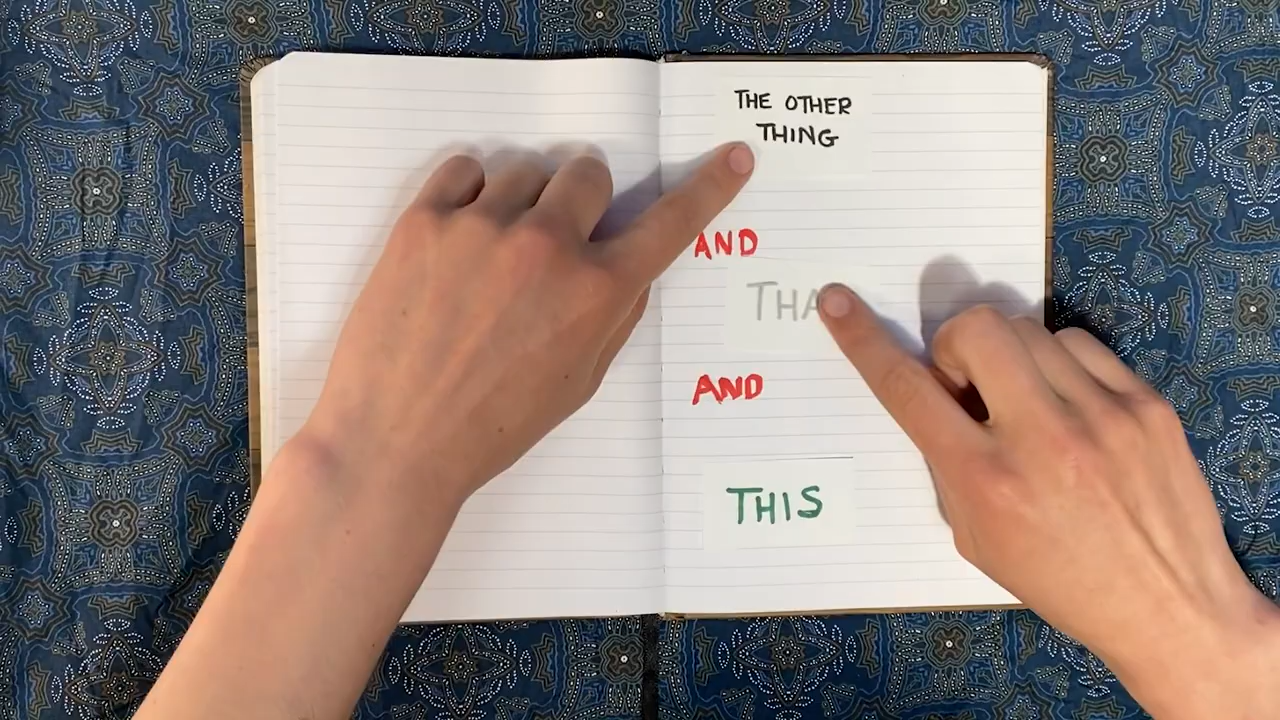 THE OTHER
THING
AND
AND
THIS